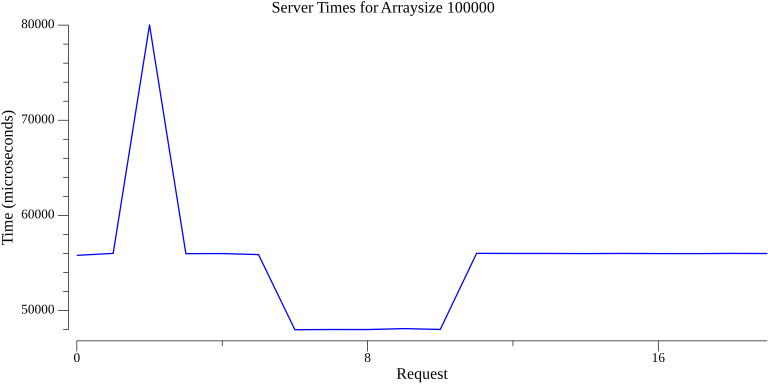 Server Times for Arraysize 100000
80000
70000
60000
50000
Time (microseconds)
0
8
16
Request